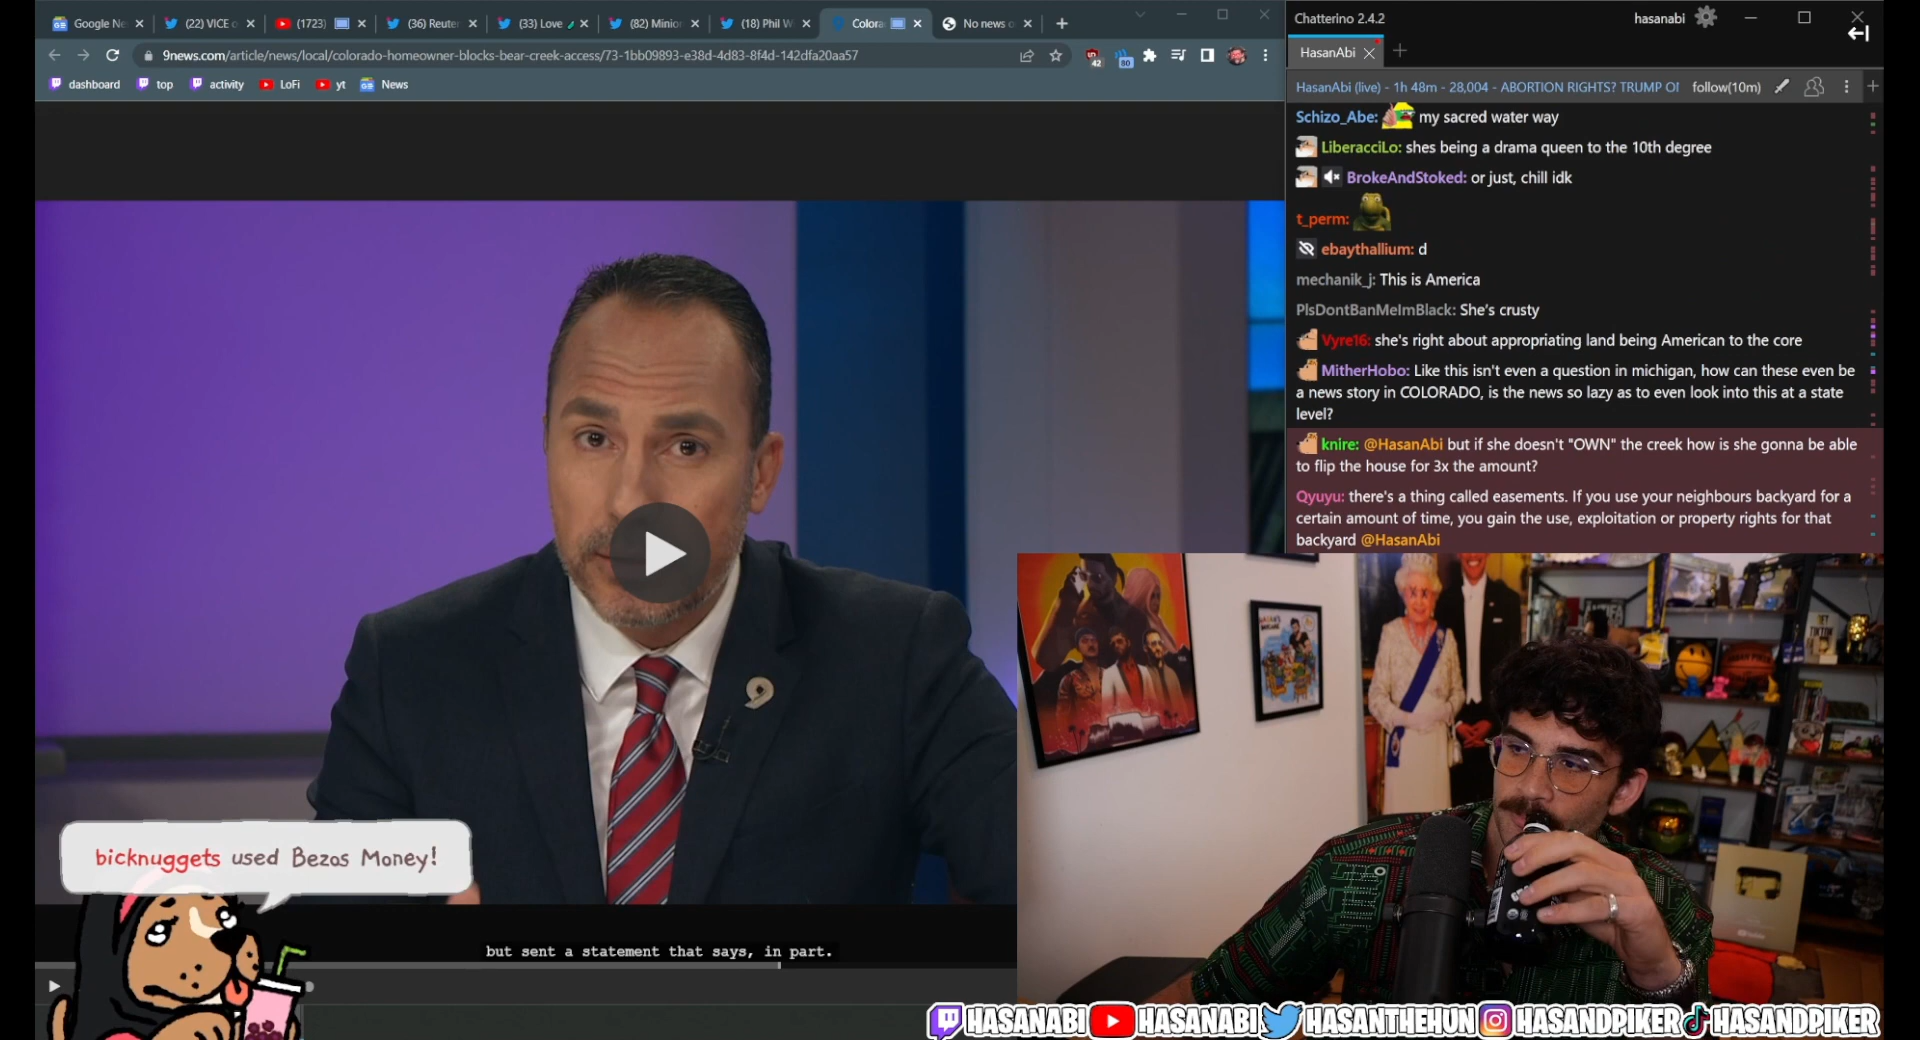 Google Ne
(22) VICE o
(1723)
(36) Reuter
(33) Love
(82) Minior
(18) Phil W
Colora
No news o
9news.com/article/news/local/colorado-homeowner-blocks-bear-creek-access/73-1bb09893-e38d-4d83-8f4d-142dfa20aa57
42
80
dashboard
top
activity
LoFi
yt
News
Chatterino 2.4.2
hasanabi
HasanAbi
HasanAbi (live) - 1h 48m - 28,004 - ABORTION RIGHTS? TRUMP O
follow(10m)
Schizo_Abe: my sacred water way
LiberacciLo: shes being a drama queen to the 10th degree
BrokeAndStoked: or just, chill idk
t_perm:
ebaythallium: d
mechanik_j: This is America
PlsDontBanMeImBlack: She's crusty
Vyre16: she's right about appropriating land being American to the core
MitherHobo: Like this isn't even a question in michigan, how can these even be
a news story in COLORADO, is the news so lazy as to even look into this at a state
level?
knire: @HasanAbi but if she doesn't "OWN" the creek how is she gonna be able
to flip the house for 3x the amount?
Qyuyu: there's a thing called easements. If you use your neighbours backyard for a
certain amount of time, you gain the use, exploitation or property rights for that
backyard @HasanAbi
9
bicknuggets used Bezos Money!
but sent a statement that says, in part.
HASANABI
HASANABI
HASANTHEHUN
HASANDPIKER
HASANDPIKER